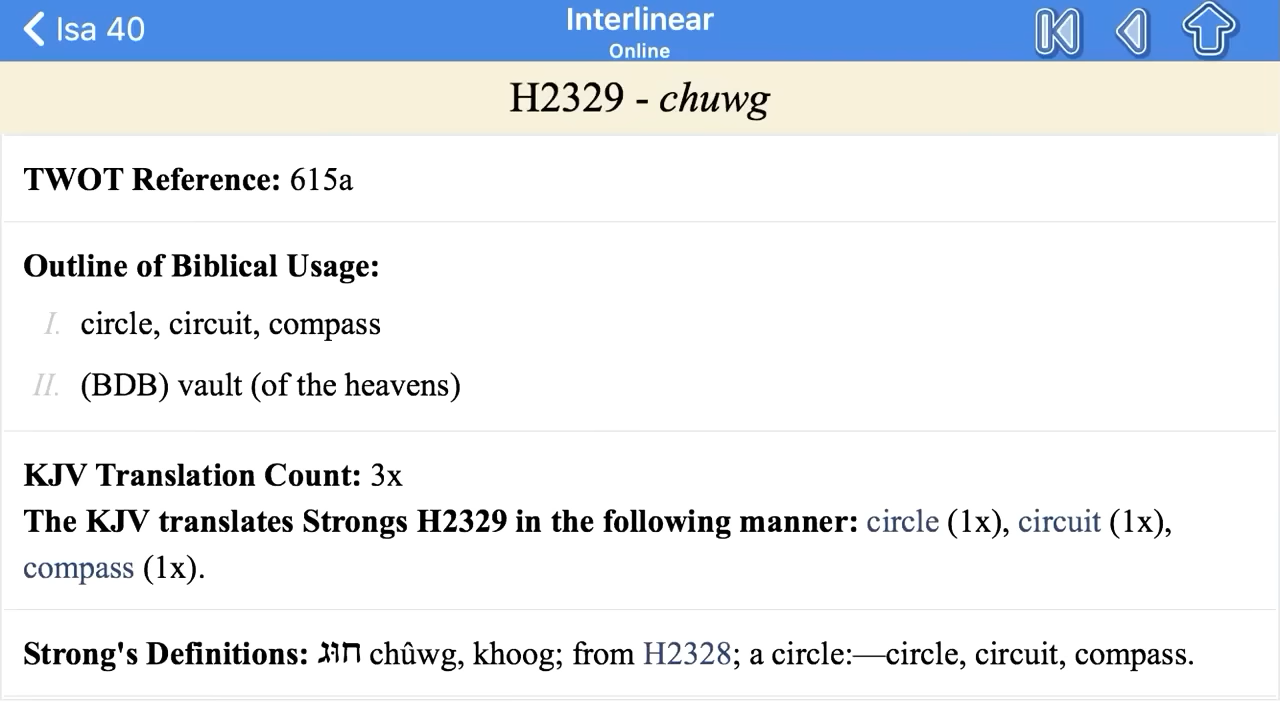 Isa 40
Interlinear
Online
H2329 - chuwg
TWOT Reference: 615a
Outline of Biblical Usage:
I. circle, circuit, compass
II. (BDB) vault (of the heavens)
KJV Translation Count: 3x
The KJV translates Strongs H2329 in the following manner: circle (1x), circuit (1x),
compass (1x).
Strong's Definitions: חוּג chûwg, khoog; from H2328; a circle:—circle, circuit, compass.